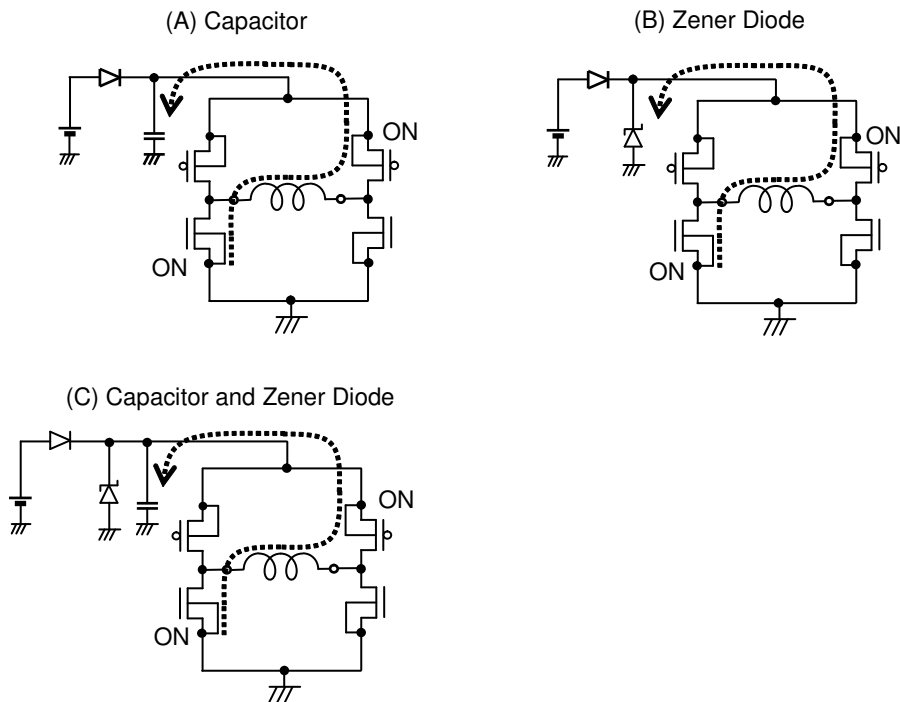 (A) Capacitor
(B) Zener Diode
ON
ON
ON
ON
(C) Capacitor and Zener Diode
ON
ON